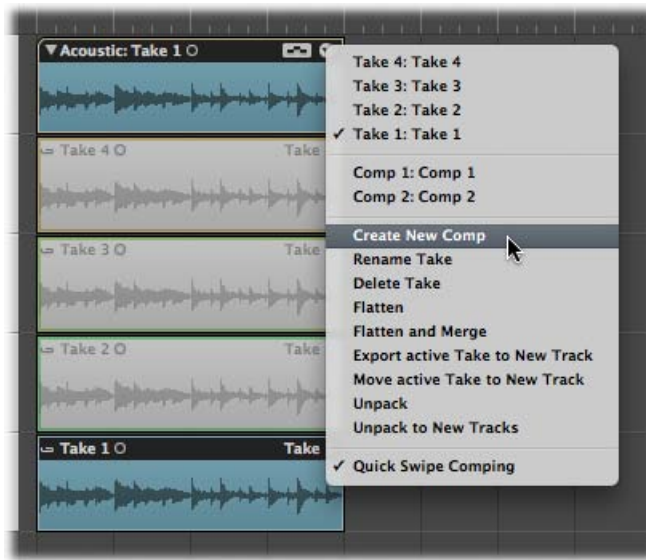 Acoustic: Take 1
Take 4: Take 4
Take 3: Take 3
Take 2: Take 2
✓ Take 1: Take 1
Comp 1: Comp 1
Comp 2: Comp 2
Create New Comp
Rename Take
Delete Take
Flatten
Flatten and Merge
Export active Take to New Track
Move active Take to New Track
Unpack
Unpack to New Tracks
✓ Quick Swipe Comping
Take 4 Take
Take 3 Take
Take 2 Take
Take 1 Take